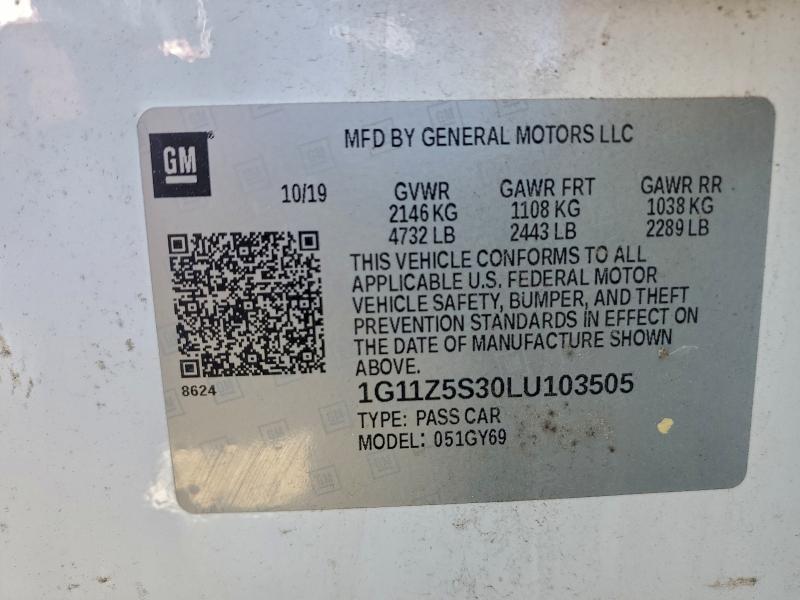 GM
MFD BY GENERAL MOTORS LLC
10/19 GVWR GAWR FRT GAWR RR
2146 KG 1108 KG 1038 KG
4732 LB 2443 LB 2289 LB
THIS VEHICLE CONFORMS TO ALL
APPLICABLE U.S. FEDERAL MOTOR
VEHICLE SAFETY, BUMPER, AND THEFT
PREVENTION STANDARDS IN EFFECT ON
THE DATE OF MANUFACTURE SHOWN
ABOVE.
8624
1G11Z5S30LU103505
TYPE: PASS CAR
MODEL: 051GY69